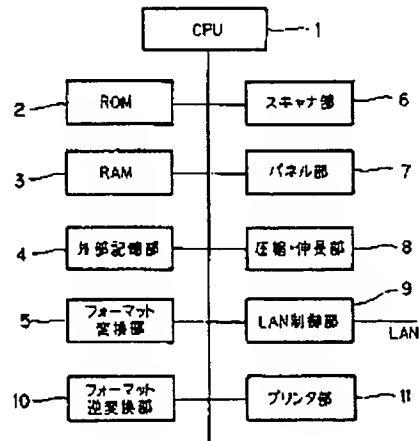 CPU 1
2 ROM スキャナ部 6
3 RAM パネル部 7
4 外部記憶部 圧縮・伸長部 8
9
5 フォーマット変換部 LAN制御部 LAN
10 フォーマット逆変換部 プリンタ部 11